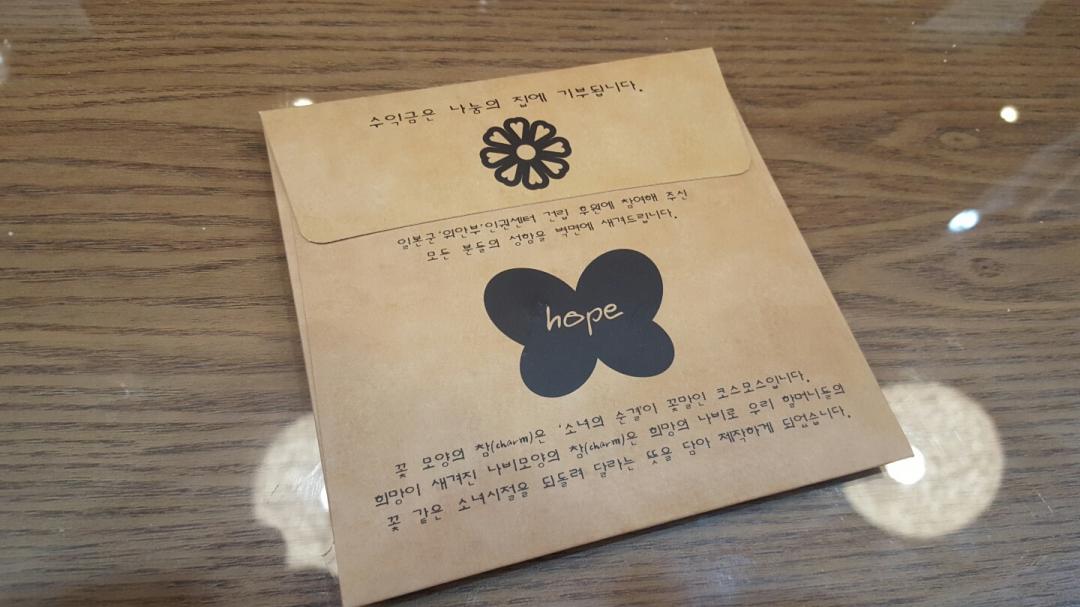 수익금은 나눔의 집에 기부됩니다.
일본군'위안부'인권센터 건립 후원에 참여해 주신
모든 분들의 성함을 벽면에 새겨드립니다.
hope
꽃 모양의 참(charm)은 '소녀의 순결'이 꽃말인 코스모스입니다.
희망이 새겨진 나비모양의 참(charm)은 희망의 나비로 우리 할머니들의
꽃 같은 소녀시절을 되돌려 달라는 뜻을 담아 제작하게 되었습니다.